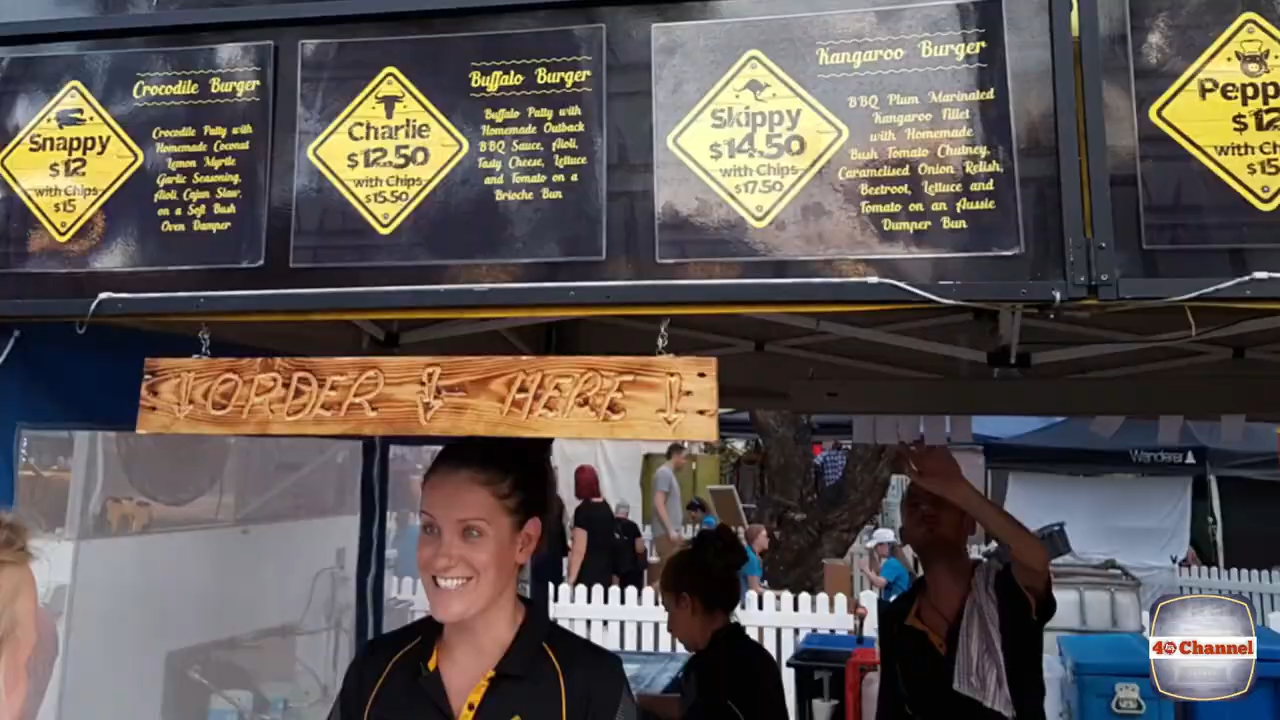 Crocodile Burger
Snappy
$12
with Chips
$15
Crocodile Patty with
Homemade Coconut
Lemon Myrtle
Garlic Seasoning,
Aioli, Cajun Slaw,
on a Soft Bush
Oven Damper
Buffalo Burger
Charlie
$12.50
with Chips
$15.50
Buffalo Patty with
Homemade Outback
BBQ Sauce, Aioli,
Tasty Cheese, Lettuce
and Tomato on a
Brioche Bun
Kangaroo Burger
Skippy
$14.50
with Chips
$17.50
BBQ Plum Marinated
Kangaroo Fillet
with Homemade
Bush Tomato Chutney,
Caramelised Onion Relish,
Beetroot, Lettuce and
Tomato on an Aussie
Dumper Bun
Pepp
$12
with Ch
$15
ORDER HERE
Wanderer
4 Channel